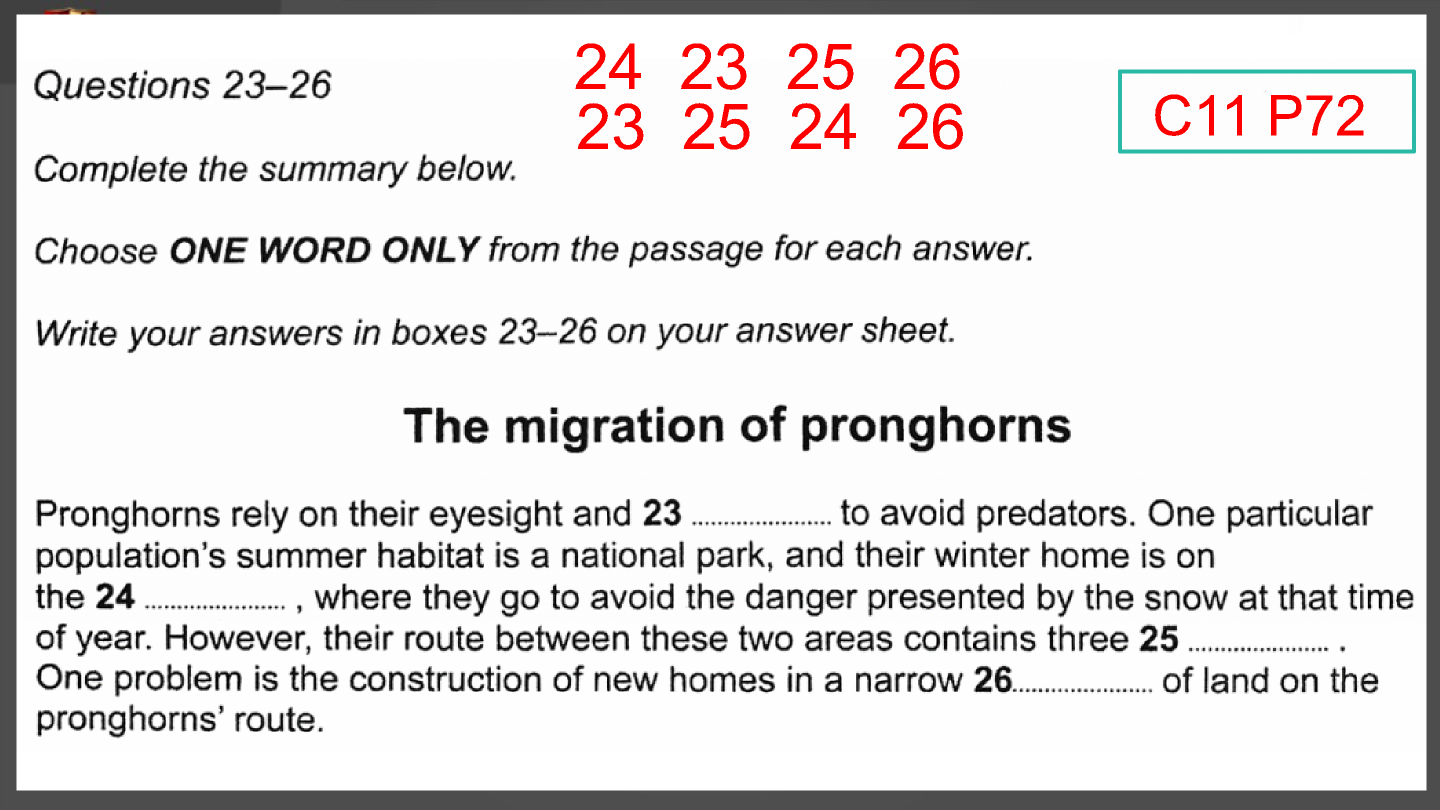 Questions 23–26
24 23 25 26
23 25 24 26
C11 P72
Complete the summary below.
Choose ONE WORD ONLY from the passage for each answer.
Write your answers in boxes 23–26 on your answer sheet.
The migration of pronghorns
Pronghorns rely on their eyesight and 23 ...................... to avoid predators. One particular
population’s summer habitat is a national park, and their winter home is on
the 24 ...................... , where they go to avoid the danger presented by the snow at that time
of year. However, their route between these two areas contains three 25 ...................... .
One problem is the construction of new homes in a narrow 26...................... of land on the
pronghorns’ route.